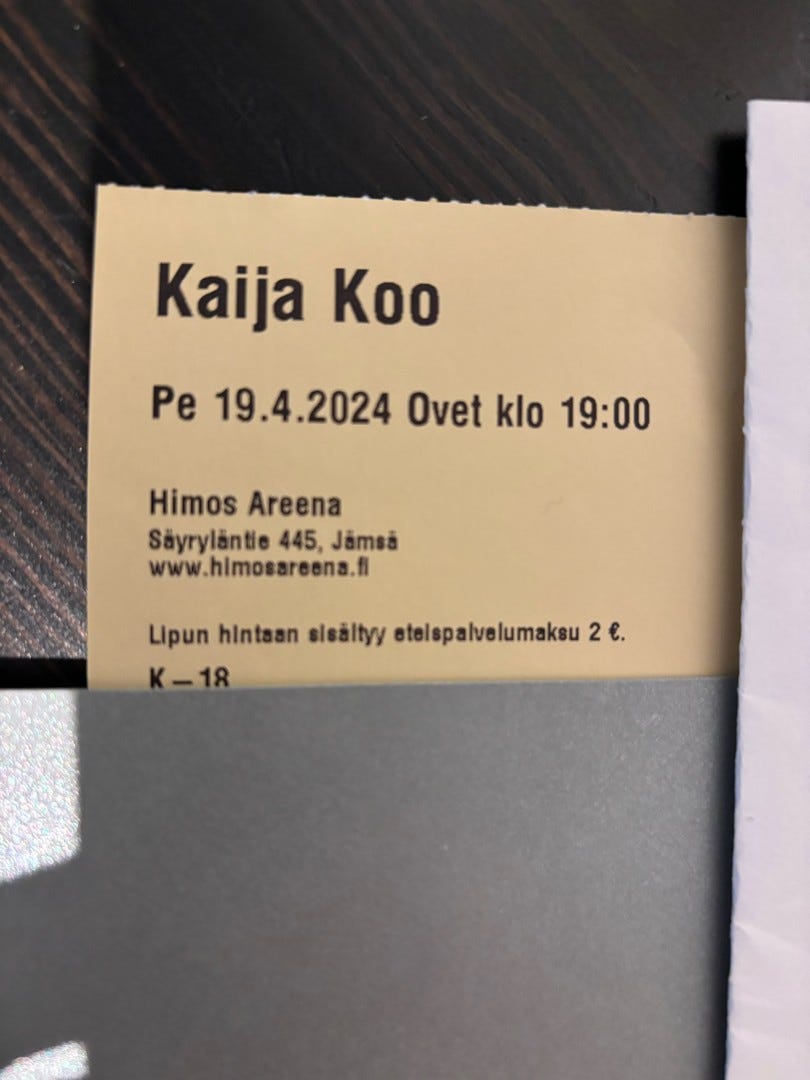 Kaija Koo
Pe 19.4.2024 Ovet klo 19:00
Himos Areena
Säyryläntie 445, Jämsä
www.himosareena.fi
Lipun hintaan sisältyy eteispalvelumaksu 2 €.
K – 18